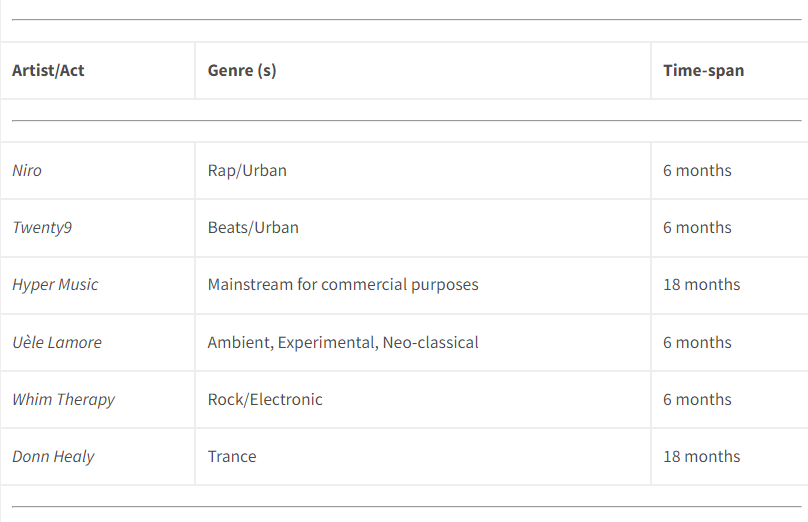 Artist/Act Genre (s) Time-span
Niro Rap/Urban 6 months
Twenty9 Beats/Urban 6 months
Hyper Music Mainstream for commercial purposes 18 months
Uèle Lamore Ambient, Experimental, Neo-classical 6 months
Whim Therapy Rock/Electronic 6 months
Donn Healy Trance 18 months